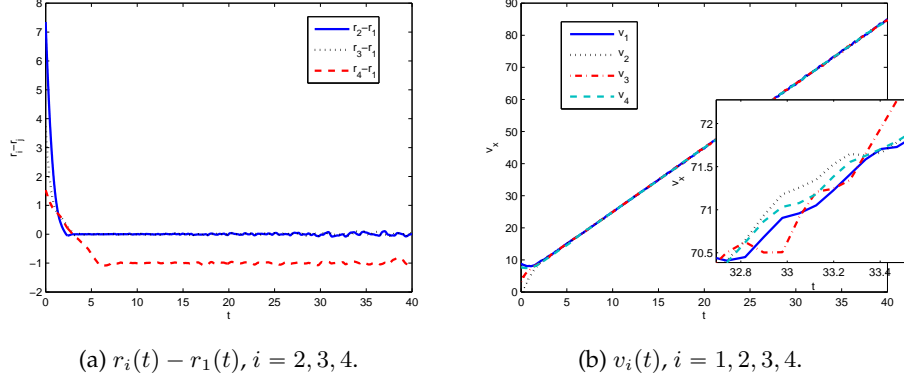 8
7
6
5
4
3
2
1
0
−1
−2
r_i−r_j
0 5 10 15 20 25 30 35 40
t
r_2−r_1
r_3−r_1
r_4−r_1
90
80
70
60
50
40
30
20
10
0
v_x
0 5 10 15 20 25 30 35 40
t
v_1
v_2
v_3
v_4
72
71.5
71
70.5
v_x
32.8 33 33.2 33.4
t
(a) r_i(t) − r_1(t), i = 2, 3, 4.
(b) v_i(t), i = 1, 2, 3, 4.